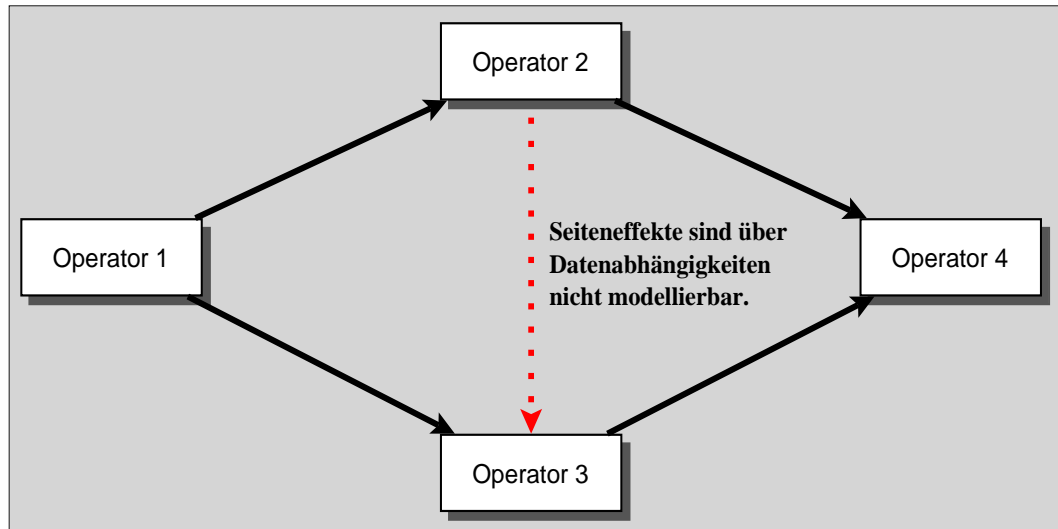 Operator 2
Operator 1
Seiteneffekte sind über
Datenabhängigkeiten
nicht modellierbar.
Operator 4
Operator 3